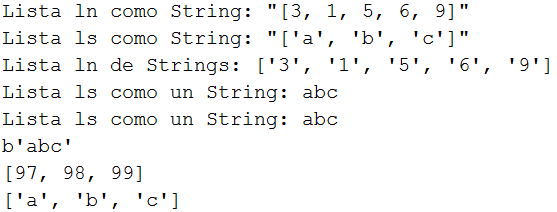 Lista ln como String: "[3, 1, 5, 6, 9]"
Lista ls como String: "['a', 'b', 'c']"
Lista ln de Strings: ['3', '1', '5', '6', '9']
Lista ls como un String: abc
Lista ls como un String: abc
b'abc'
[97, 98, 99]
['a', 'b', 'c']